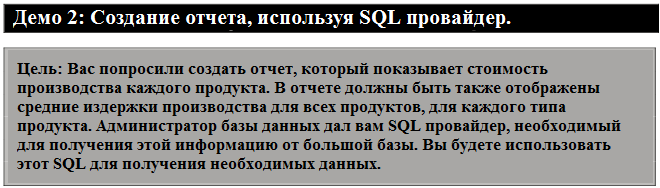 Демо 2: Создание отчета, используя SQL провайдер.
Цель: Вас попросили создать отчет, который показывает стоимость
производства каждого продукта. В отчете должны быть также отображены
средние издержки производства для всех продуктов, для каждого типа
продукта. Администратор базы данных дал вам SQL провайдер, необходимый
для получения этой информацию от большой базы. Вы будете использовать
этот SQL для получения необходимых данных.